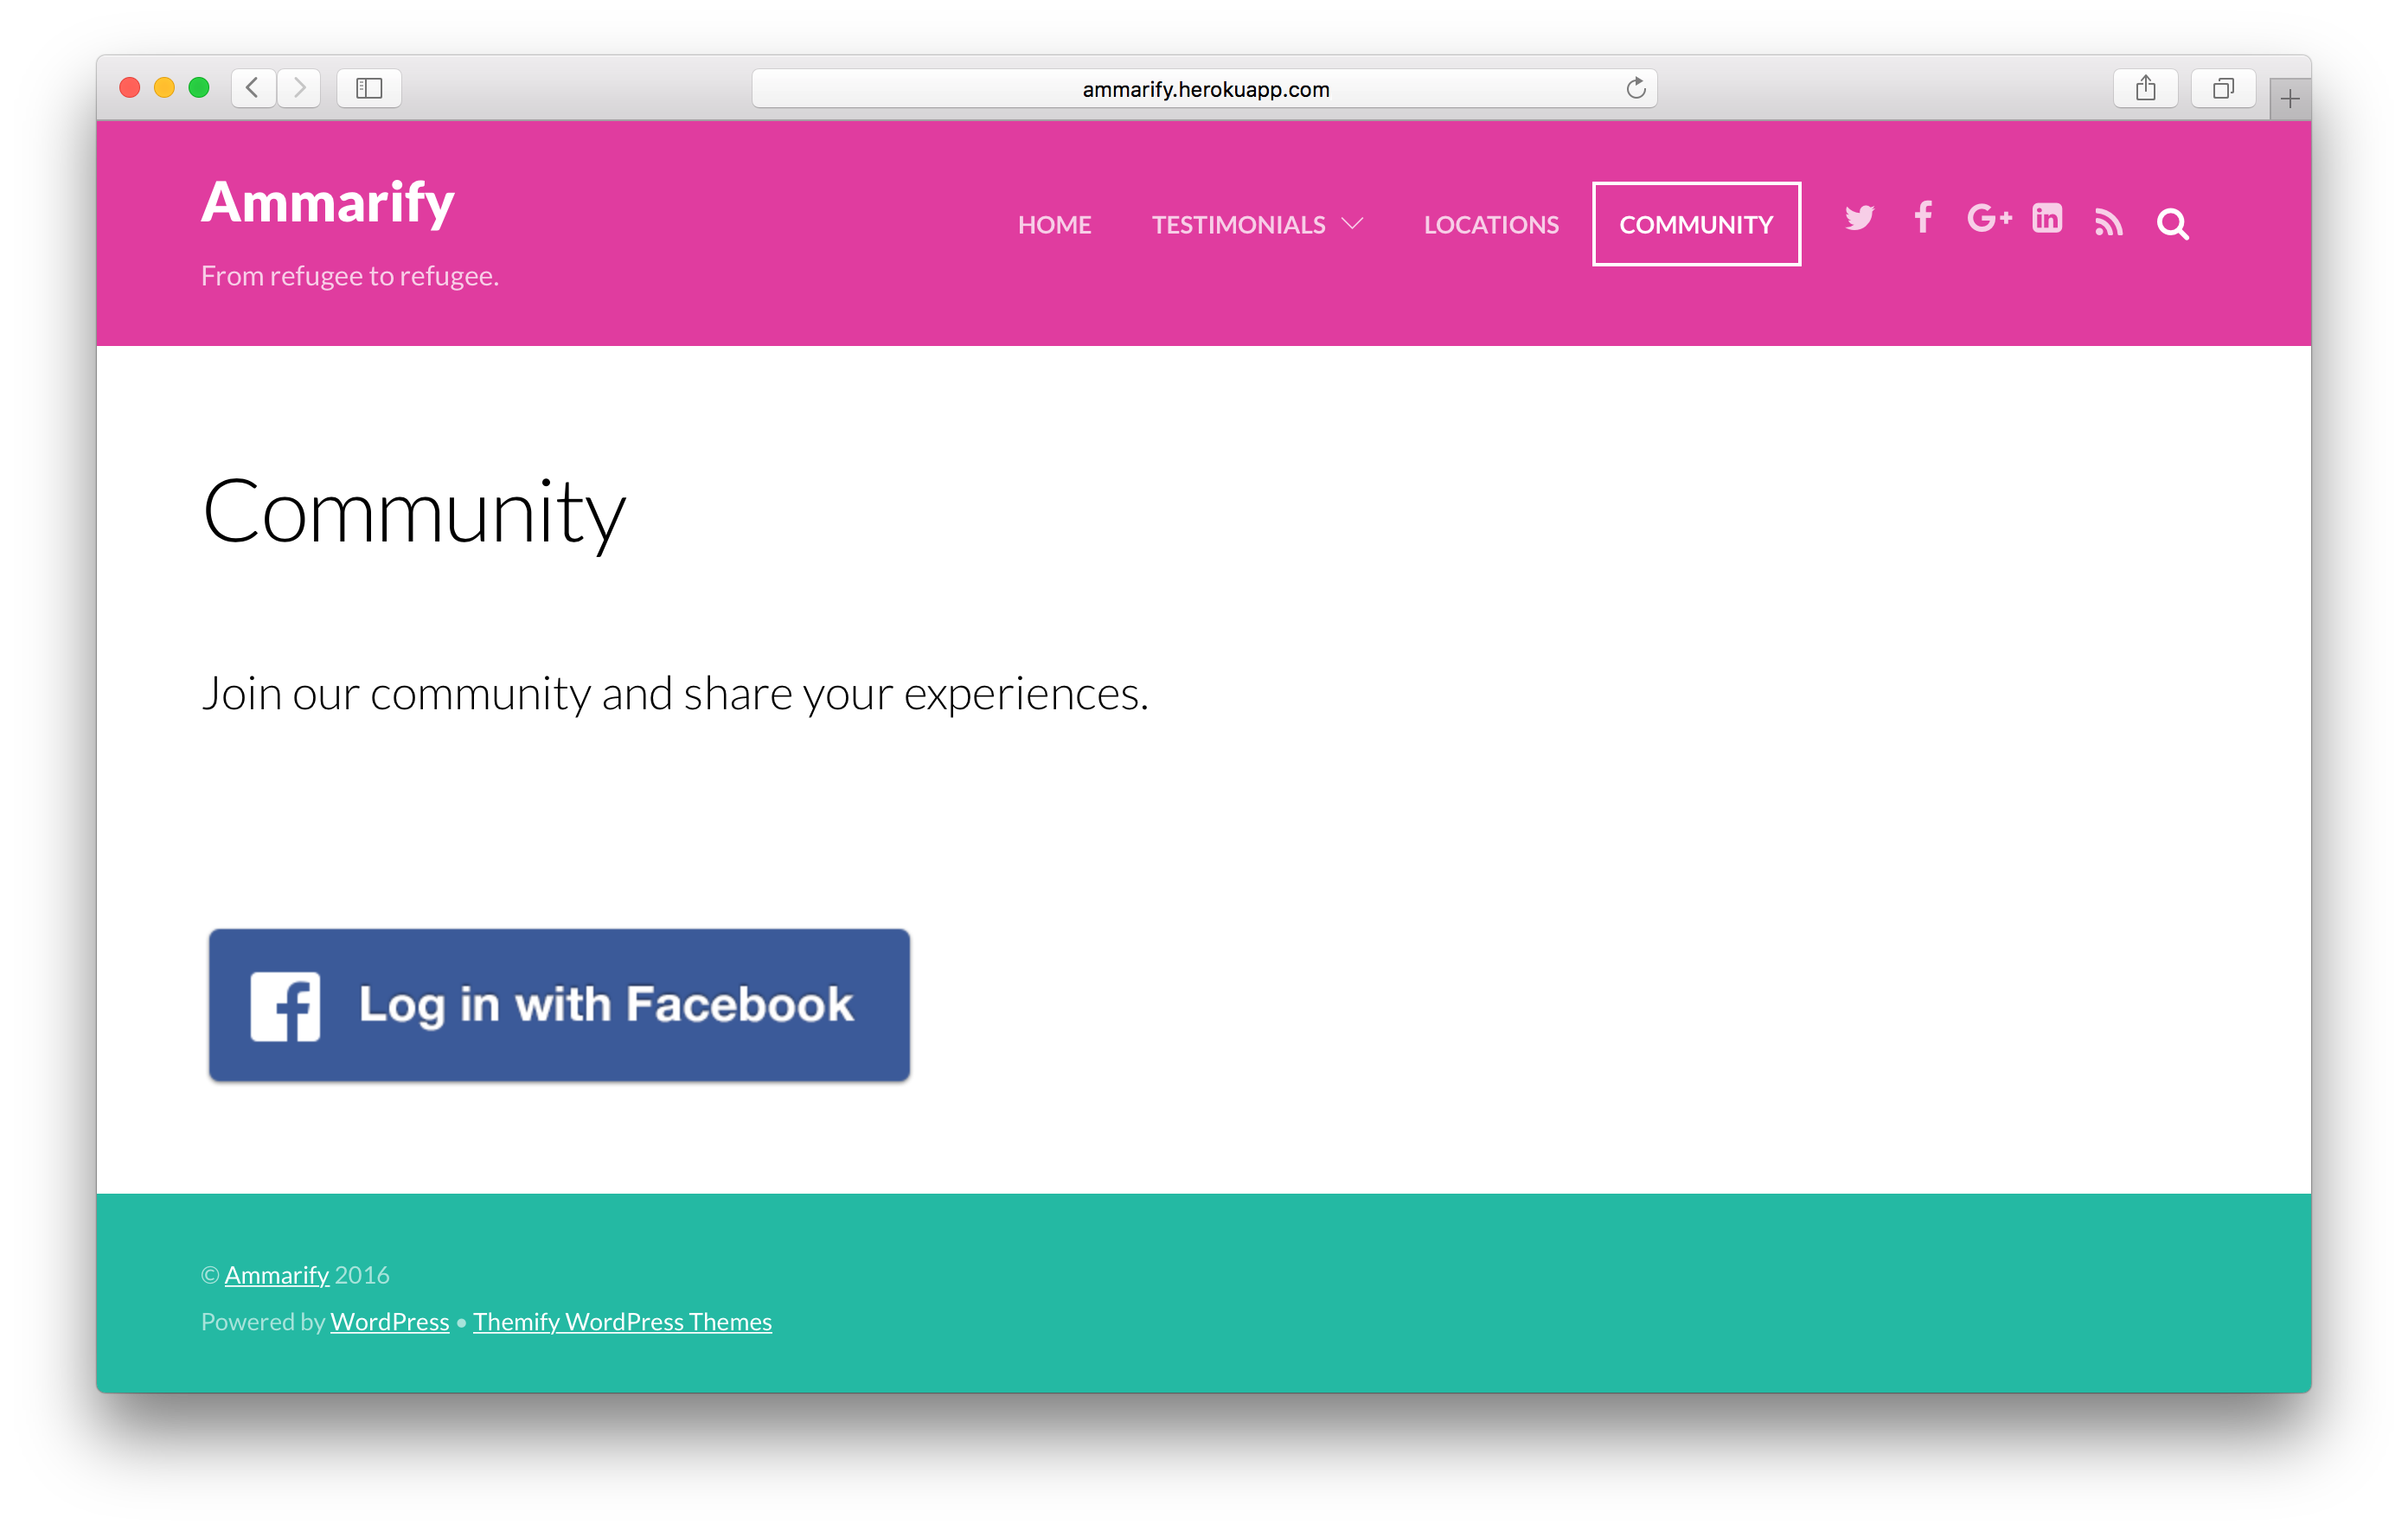 ammarify.herokuapp.com
Ammarify
From refugee to refugee.
HOME TESTIMONIALS LOCATIONS COMMUNITY
Community
Join our community and share your experiences.
Log in with Facebook
© Ammarify 2016
Powered by WordPress • Themify WordPress Themes